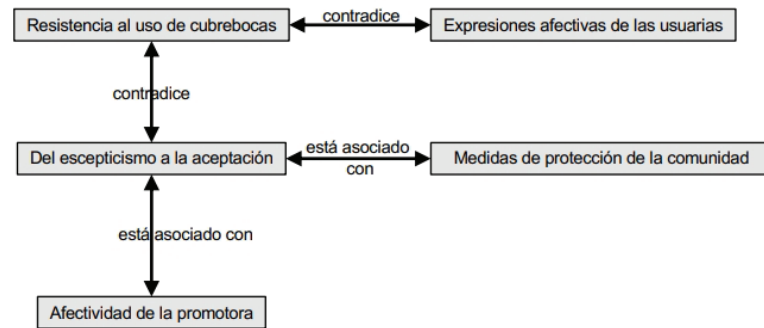 Resistencia al uso de cubrebocas
contradice
Expresiones afectivas de las usuarias
contradice
Del escepticismo a la aceptación
está asociado
con
Medidas de protección de la comunidad
está asociado con
Afectividad de la promotora